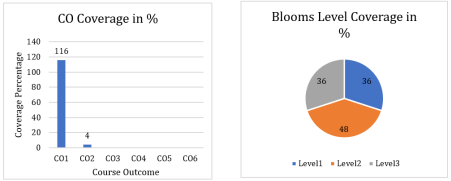 CO Coverage in %
140
120
100
80
60
40
20
0
116
4
CO1 CO2 CO3 CO4 CO5 CO6
Course Outcome
Coverage Percentage
Blooms Level Coverage in
%
36
36
48
Level1 Level2 Level3